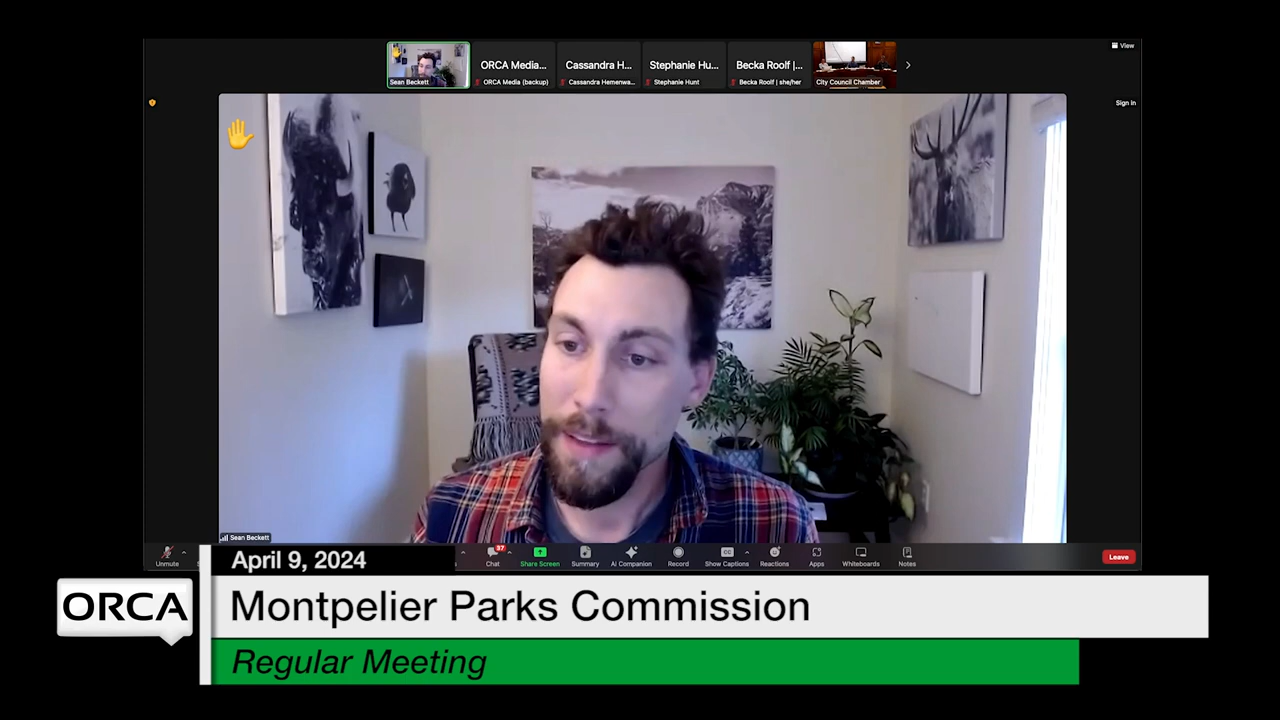 View
Sean Beckett
ORCA Media...
ORCA Media (backup)
Cassandra H...
Cassandra Hemenwa...
Stephanie Hu...
Stephanie Hunt
Becka Roolf |...
Becka Roolf | she/her
City Council Chamber
Sign in
Sean Beckett
Unmute
37
Chat
Share Screen
Summary
AI Companion
Record
CC
Show Captions
Reactions
Apps
Whiteboards
Notes
Leave
April 9, 2024
ORCA
Montpelier Parks Commission
Regular Meeting